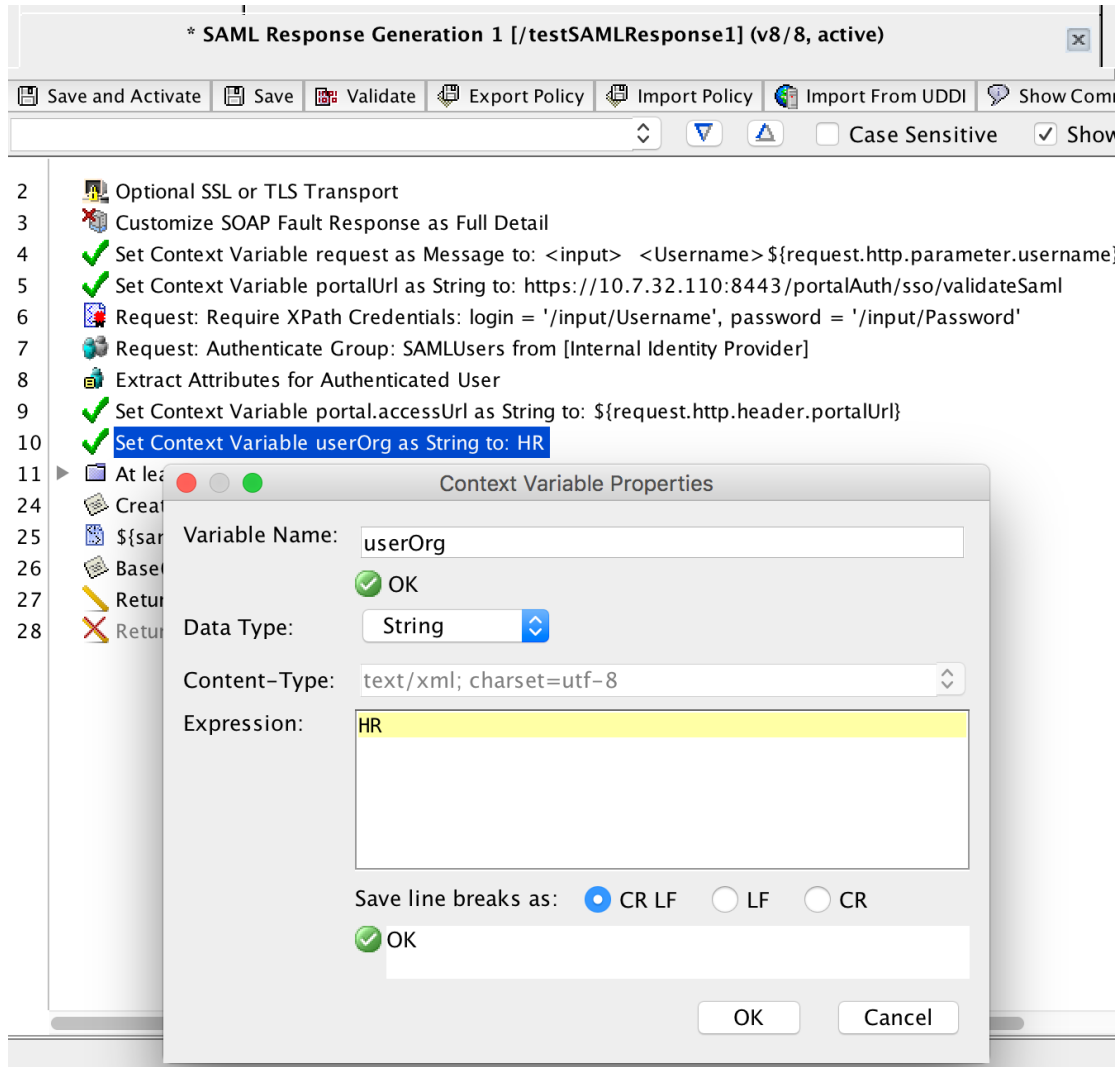 * SAML Response Generation 1 [/testSAMLResponse1] (v8/8, active)
Save and Activate Save Validate Export Policy Import Policy Import From UDDI Show Com
Case Sensitive Show
2 Optional SSL or TLS Transport
3 Customize SOAP Fault Response as Full Detail
4 Set Context Variable request as Message to: <input> <Username>${request.http.parameter.username}
5 Set Context Variable portalUrl as String to: https://10.7.32.110:8443/portalAuth/sso/validateSaml
6 Request: Require XPath Credentials: login = '/input/Username', password = '/input/Password'
7 Request: Authenticate Group: SAMLUsers from [Internal Identity Provider]
8 Extract Attributes for Authenticated User
9 Set Context Variable portal.accessUrl as String to: ${request.http.header.portalUrl}
10 Set Context Variable userOrg as String to: HR
11 At lea
24 Creat
25 ${sar
26 Base
27 Retur
28 Retur
Context Variable Properties
Variable Name: userOrg
OK
Data Type: String
Content-Type: text/xml; charset=utf-8
Expression: HR
Save line breaks as: CR LF LF CR
OK
OK Cancel